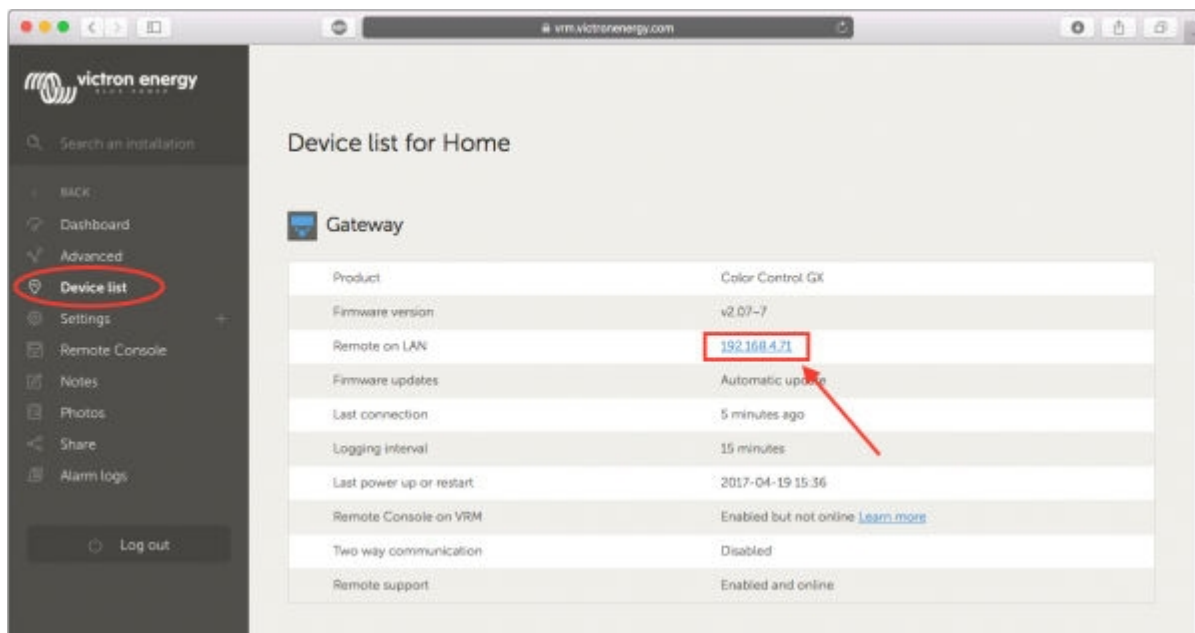 vrm.victronenergy.com
victron energy
BLUE POWER
Search an installation
BACK
Dashboard
Advanced
Device list
Settings
Remote Console
Notes
Photos
Share
Alarm logs
Log out
Device list for Home
Gateway
Product Color Control GX
Firmware version v2.07~7
Remote on LAN 192.168.4.71
Firmware updates Automatic update
Last connection 5 minutes ago
Logging interval 15 minutes
Last power up or restart 2017-04-19 15:36
Remote Console on VRM Enabled but not online Learn more
Two way communication Disabled
Remote support Enabled and online